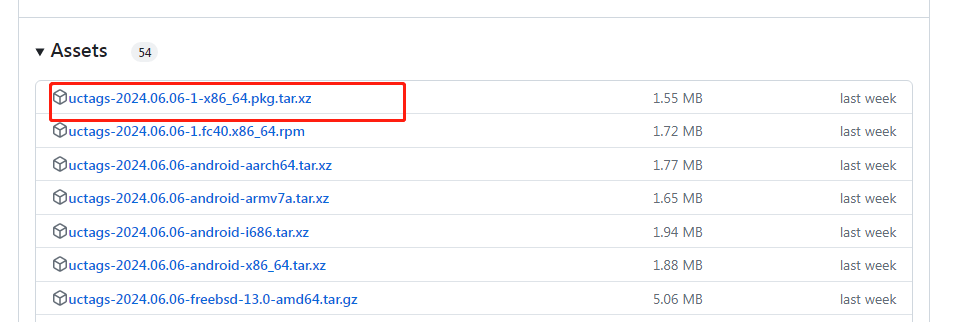 Assets 54
uctags-2024.06.06-1-x86_64.pkg.tar.xz 1.55 MB last week
uctags-2024.06.06-1.fc40.x86_64.rpm 1.72 MB last week
uctags-2024.06.06-android-aarch64.tar.xz 1.77 MB last week
uctags-2024.06.06-android-armv7a.tar.xz 1.65 MB last week
uctags-2024.06.06-android-i686.tar.xz 1.94 MB last week
uctags-2024.06.06-android-x86_64.tar.xz 1.88 MB last week
uctags-2024.06.06-freebsd-13.0-amd64.tar.gz 5.06 MB last week